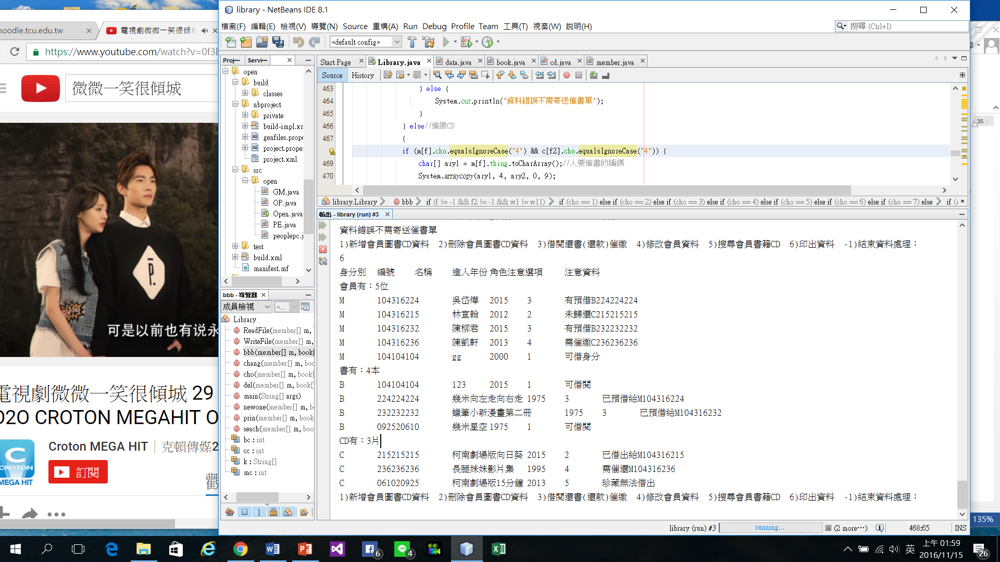 library - NetBeans IDE 8.1
檔案(F) 編輯(E) 檢視(V) 導覽(N) Source 重構(A) Run Debug Profile Team 工具(T) 視窗(W) 說明(H)
搜尋 (Ctrl+I)
<default config>
noodle.tcu.edu.tw
電視劇微微一笑很傾城
https://www.youtube.com/watch?v=0f3
微微一笑很傾城
可是以前也有说永
電視劇微微一笑很傾城 29
O2O CROTON MEGAHIT O
Croton MEGA HIT | 克頓傳媒2
CROTON
MEGA HIT
訂閱
Proj… Servi…
open
build
classes
nbproject
private
build-impl.xm
genfiles.prope
project.prope
project.xml
src
open
GM.java
OP.java
Open.java
PE.java
peoplepc.j
test
build.xml
manifest.mf
bbb - 導覽器
成員檢視
<...
Library
ReadFile(member[] m,
WriteFile(member[] m,
bbb(member[] m, book[
chang(member[] m, boo
cho(member[] m, book[
del(member[] m, book[]
main(String[] args)
newone(member[] m, b
prin(member[] m, book
seach(member[] m, boo
bc : int
cc : int
k : String[]
mc : int
Start Page Library.java data.java book.java cd.java member.java
Source History
463 } else {
464 System.out.println("資料錯誤不需寄送催書單");
465 }
466 } else//催繳CD
467 {
if (m[f].cho.equalsIgnoreCase("4") && c[f2].cho.equalsIgnoreCase("4")) {
469 char[] ary1 = m[f].thing.toCharArray();//人要催書的編碼
470 System.arraycopy(ary1, 4, ary2, 0, 9);
library.Library bbb if (f != -1 && f2 != -1 && w1 != w11) if (cho == 1) else if (cho == 2) else if (cho == 3) else if (cho == 4) else if (cho == 5) else if (cho == 6) else if (cho == 7) else if (
輸出 - library (run) #3
資料錯誤不需寄送催書單
1)新增會員圖書CD資料 2)刪除會員圖書CD資料 3)借閱還書(還款)催繳 4)修改會員資料 5)搜尋會員書籍CD 6)印出資料 -1)結束資料處理：
6
身分別 編號 名稱 進入年份 角色注意選項 注意資料
會員有：5位
M 104316224 吳岱燁 2015 3 有預借B224224224
M 104316215 林宣翰 2012 2 未歸還C215215215
M 104316232 陳柳君 2015 3 有預借B232232232
M 104316236 陳凱軒 2013 4 需催繳C236236236
M 104104104 gg 2000 1 可借身分
書有：4本
B 104104104 123 2015 1 可借閱
B 224224224 幾米向左走向右走 1975 3 已預借給M104316224
B 232232232 蠟筆小新漫畫第二冊 1975 3 已預借給M104316232
B 092520610 幾米星空 1975 1 可借閱
CD有：3片
C 215215215 柯南劇場版向日葵 2015 2 已借出給M104316215
C 236236236 長腿妹妹影片集 1995 4 需催還M104316236
C 061020925 柯南劇場版15分鐘 2013 5 珍藏無法借出
1)新增會員圖書CD資料 2)刪除會員圖書CD資料 3)借閱還書(還款)催繳 4)修改會員資料 5)搜尋會員書籍CD 6)印出資料 -1)結束資料處理：
library (run) #3 running... (2 more…) 468:65 INS
35
135%
6
4
英
上午 01:59
2016/11/15
26